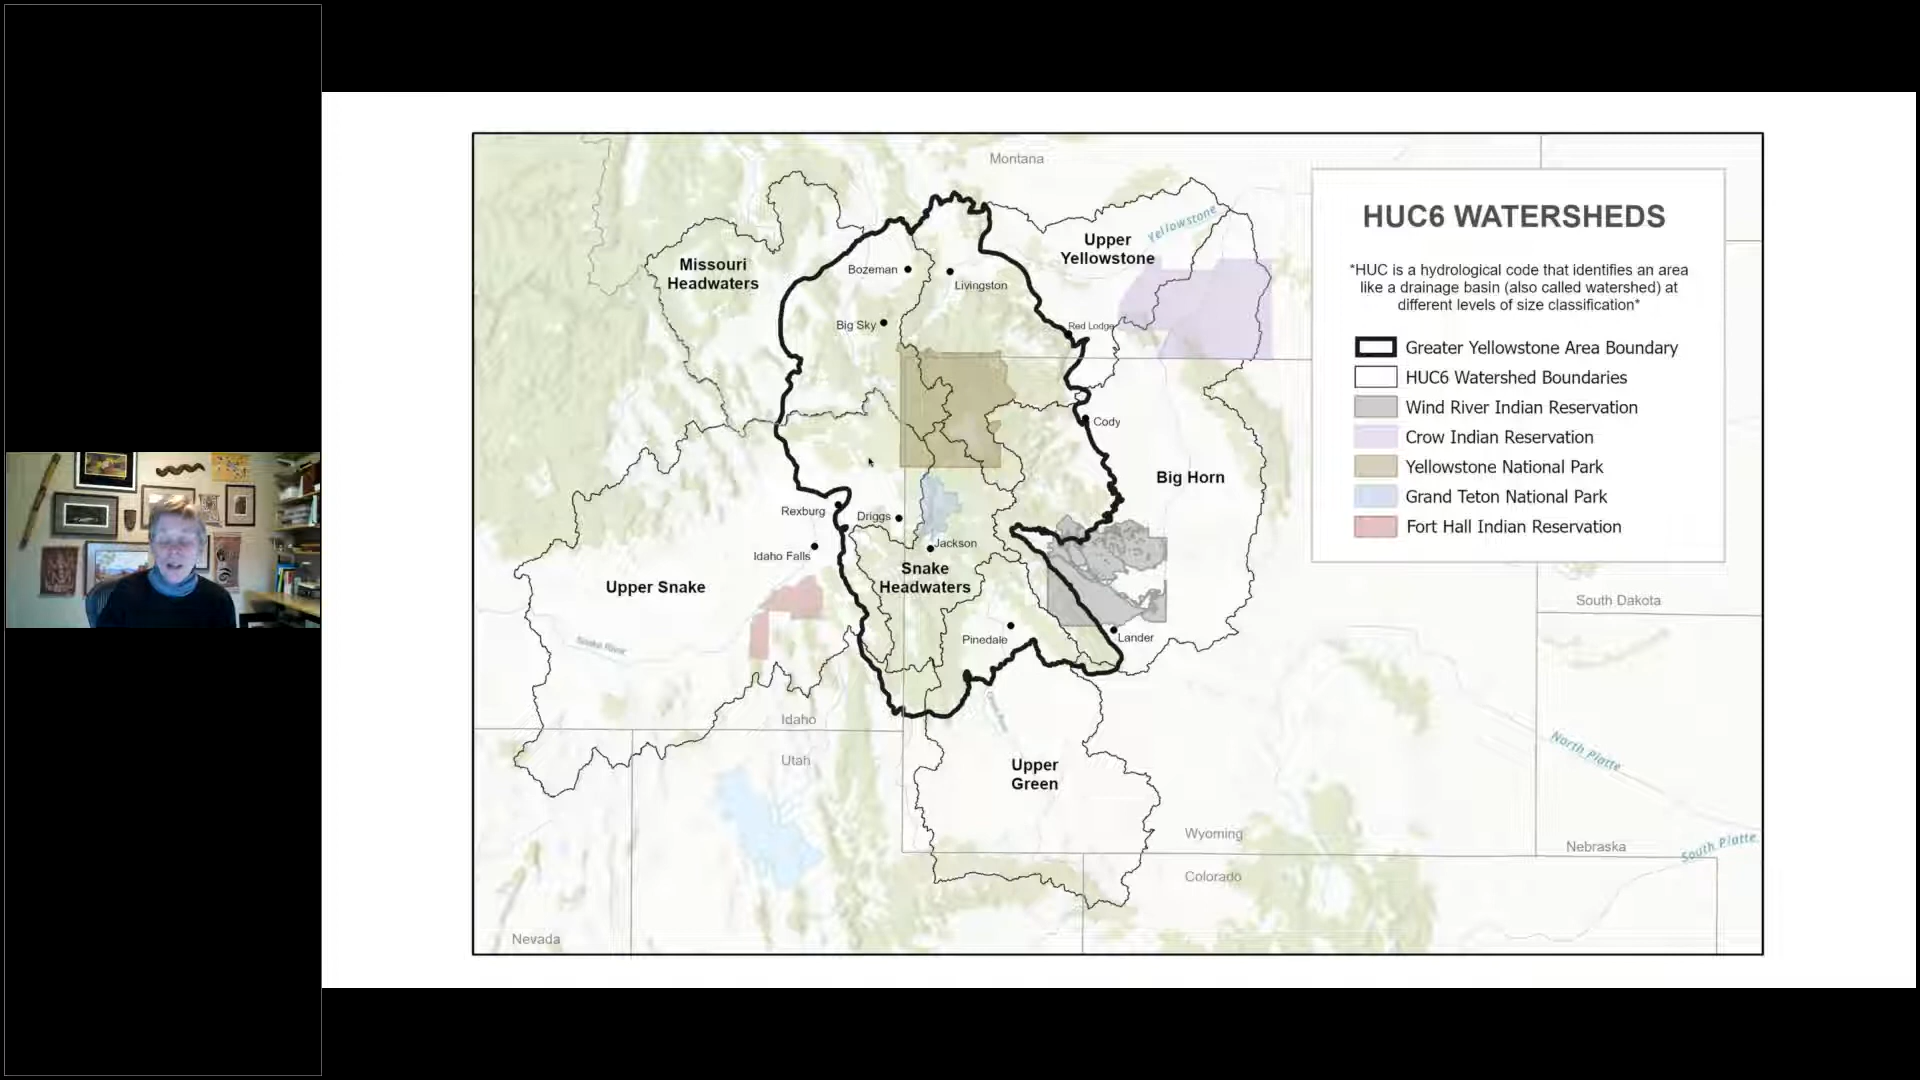 Montana
Yellowstone
Upper
Yellowstone
Missouri
Headwaters
Bozeman
Livingston
Big Sky
Red Lodge
Cody
Big Horn
Rexburg
Driggs
Jackson
Idaho Falls
Snake
Headwaters
Upper Snake
Snake River
Pinedale
Lander
Idaho
Utah
Green River
Upper
Green
Wyoming
Colorado
Nevada
South Dakota
North Platte
Nebraska
South Platte
HUC6 WATERSHEDS
*HUC is a hydrological code that identifies an area
like a drainage basin (also called watershed) at
different levels of size classification*
Greater Yellowstone Area Boundary
HUC6 Watershed Boundaries
Wind River Indian Reservation
Crow Indian Reservation
Yellowstone National Park
Grand Teton National Park
Fort Hall Indian Reservation